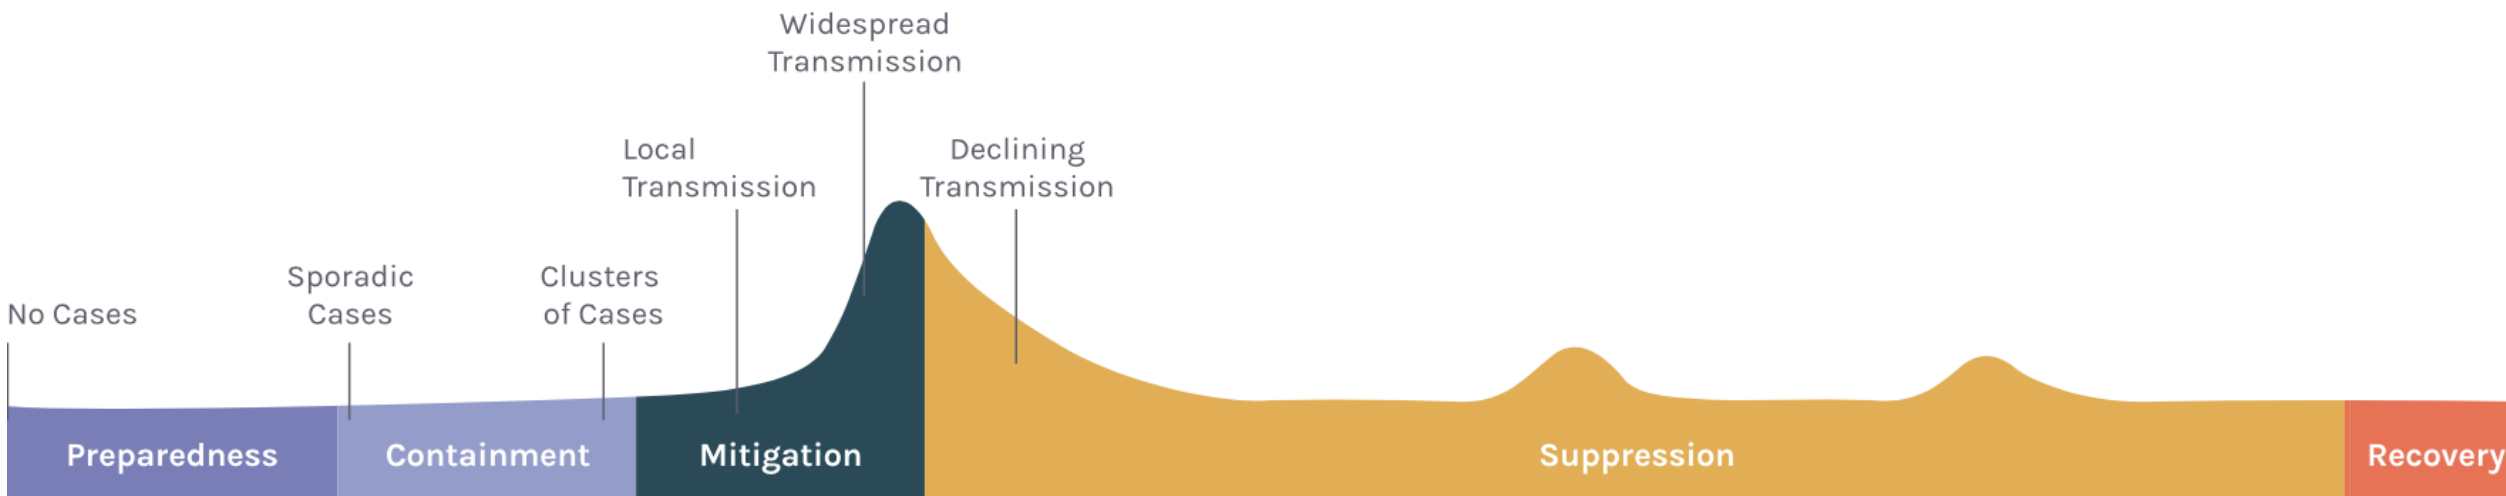 Widespread
Transmission
Local
Transmission
Declining
Transmission
No Cases
Sporadic
Cases
Clusters
of Cases
Preparedness
Containment
Mitigation
Suppression
Recovery